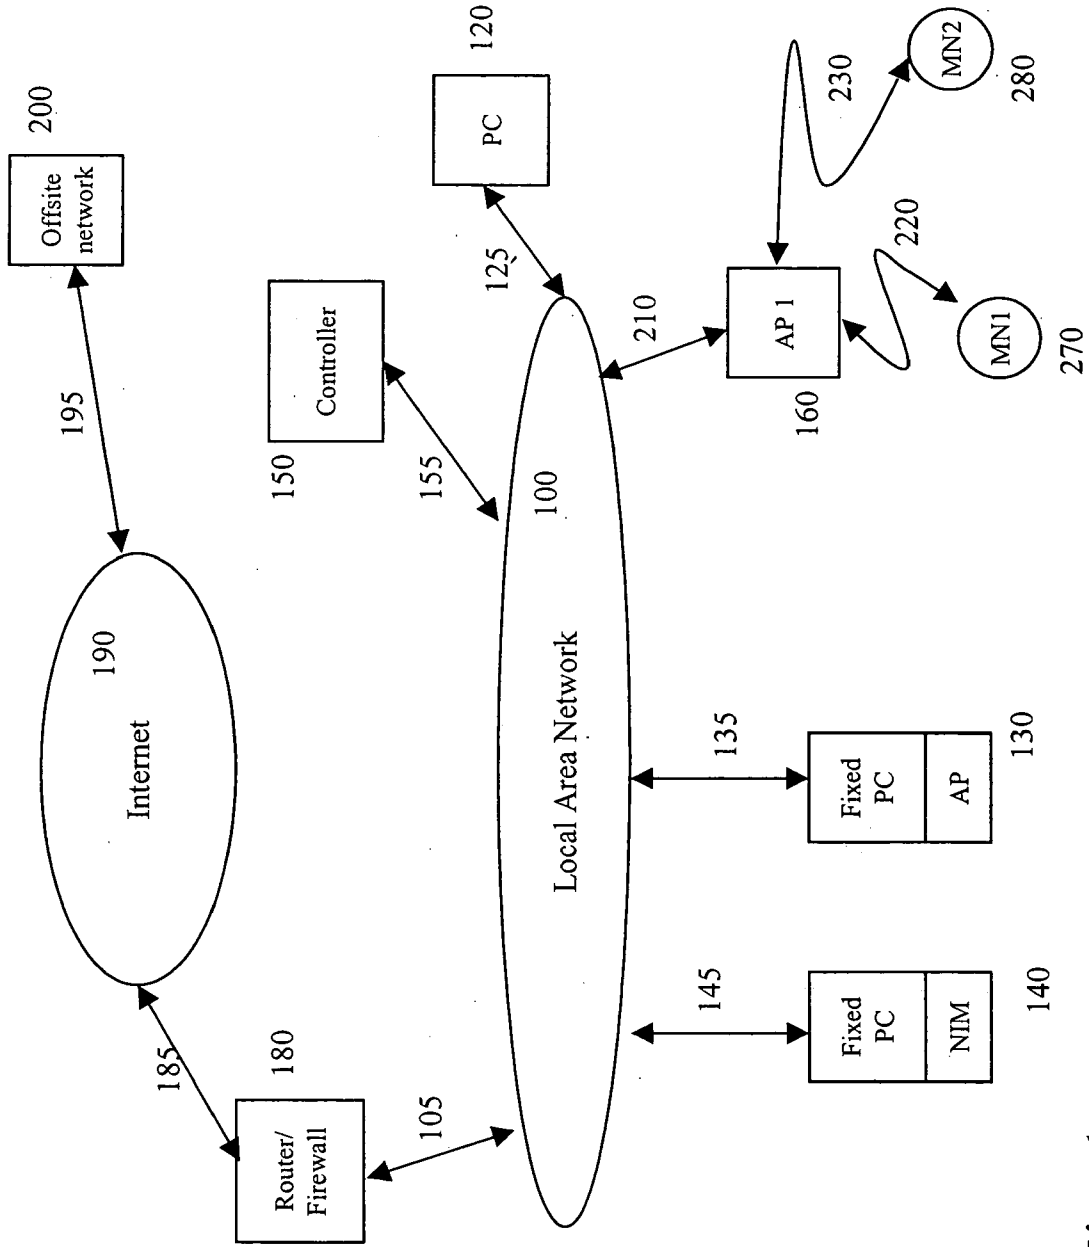 200
Offsite
network
195
190
Internet
185
180
Router/
Firewall
150
Controller
105
155
120
PC
125
100
Local Area Network
210
145
135
230
220
AP 1
160
Fixed
PC
NIM
140
Fixed
PC
AP
130
MN1
270
MN2
280